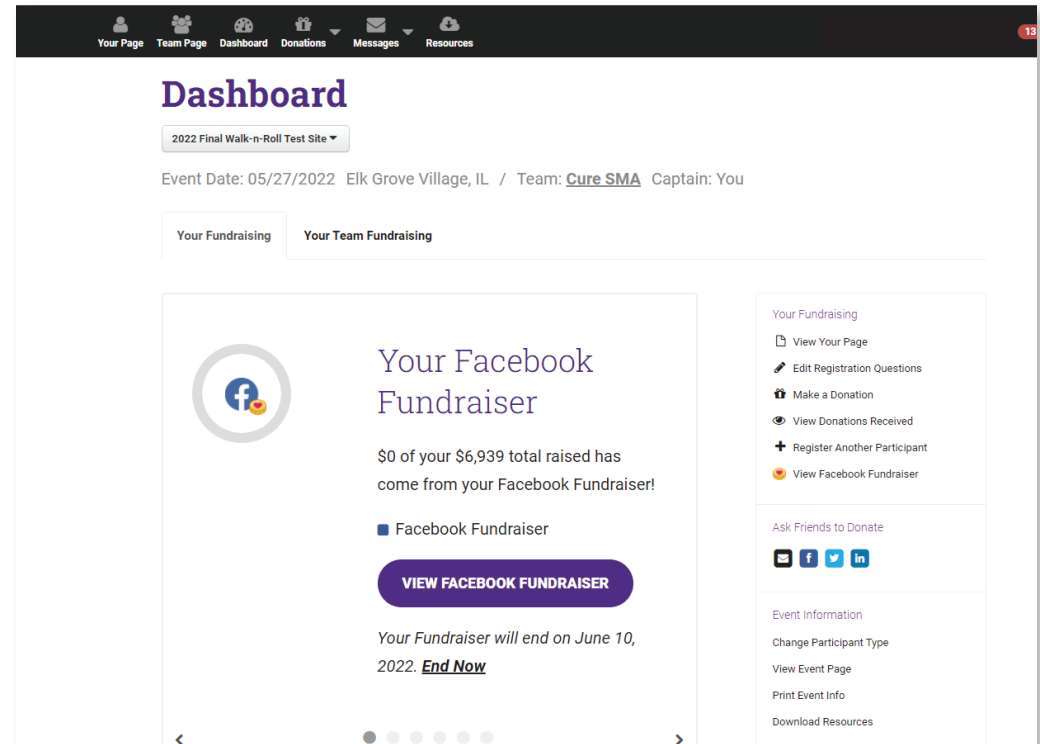 Your Page Team Page Dashboard Donations Messages Resources
13
Dashboard
2022 Final Walk-n-Roll Test Site
Event Date: 05/27/2022 Elk Grove Village, IL / Team: Cure SMA Captain: You
Your Fundraising Your Team Fundraising
Your Facebook
Fundraiser
$0 of your $6,939 total raised has
come from your Facebook Fundraiser!
Facebook Fundraiser
VIEW FACEBOOK FUNDRAISER
Your Fundraiser will end on June 10,
2022. End Now
Your Fundraising
View Your Page
Edit Registration Questions
Make a Donation
View Donations Received
Register Another Participant
View Facebook Fundraiser
Ask Friends to Donate
Event Information
Change Participant Type
View Event Page
Print Event Info
Download Resources